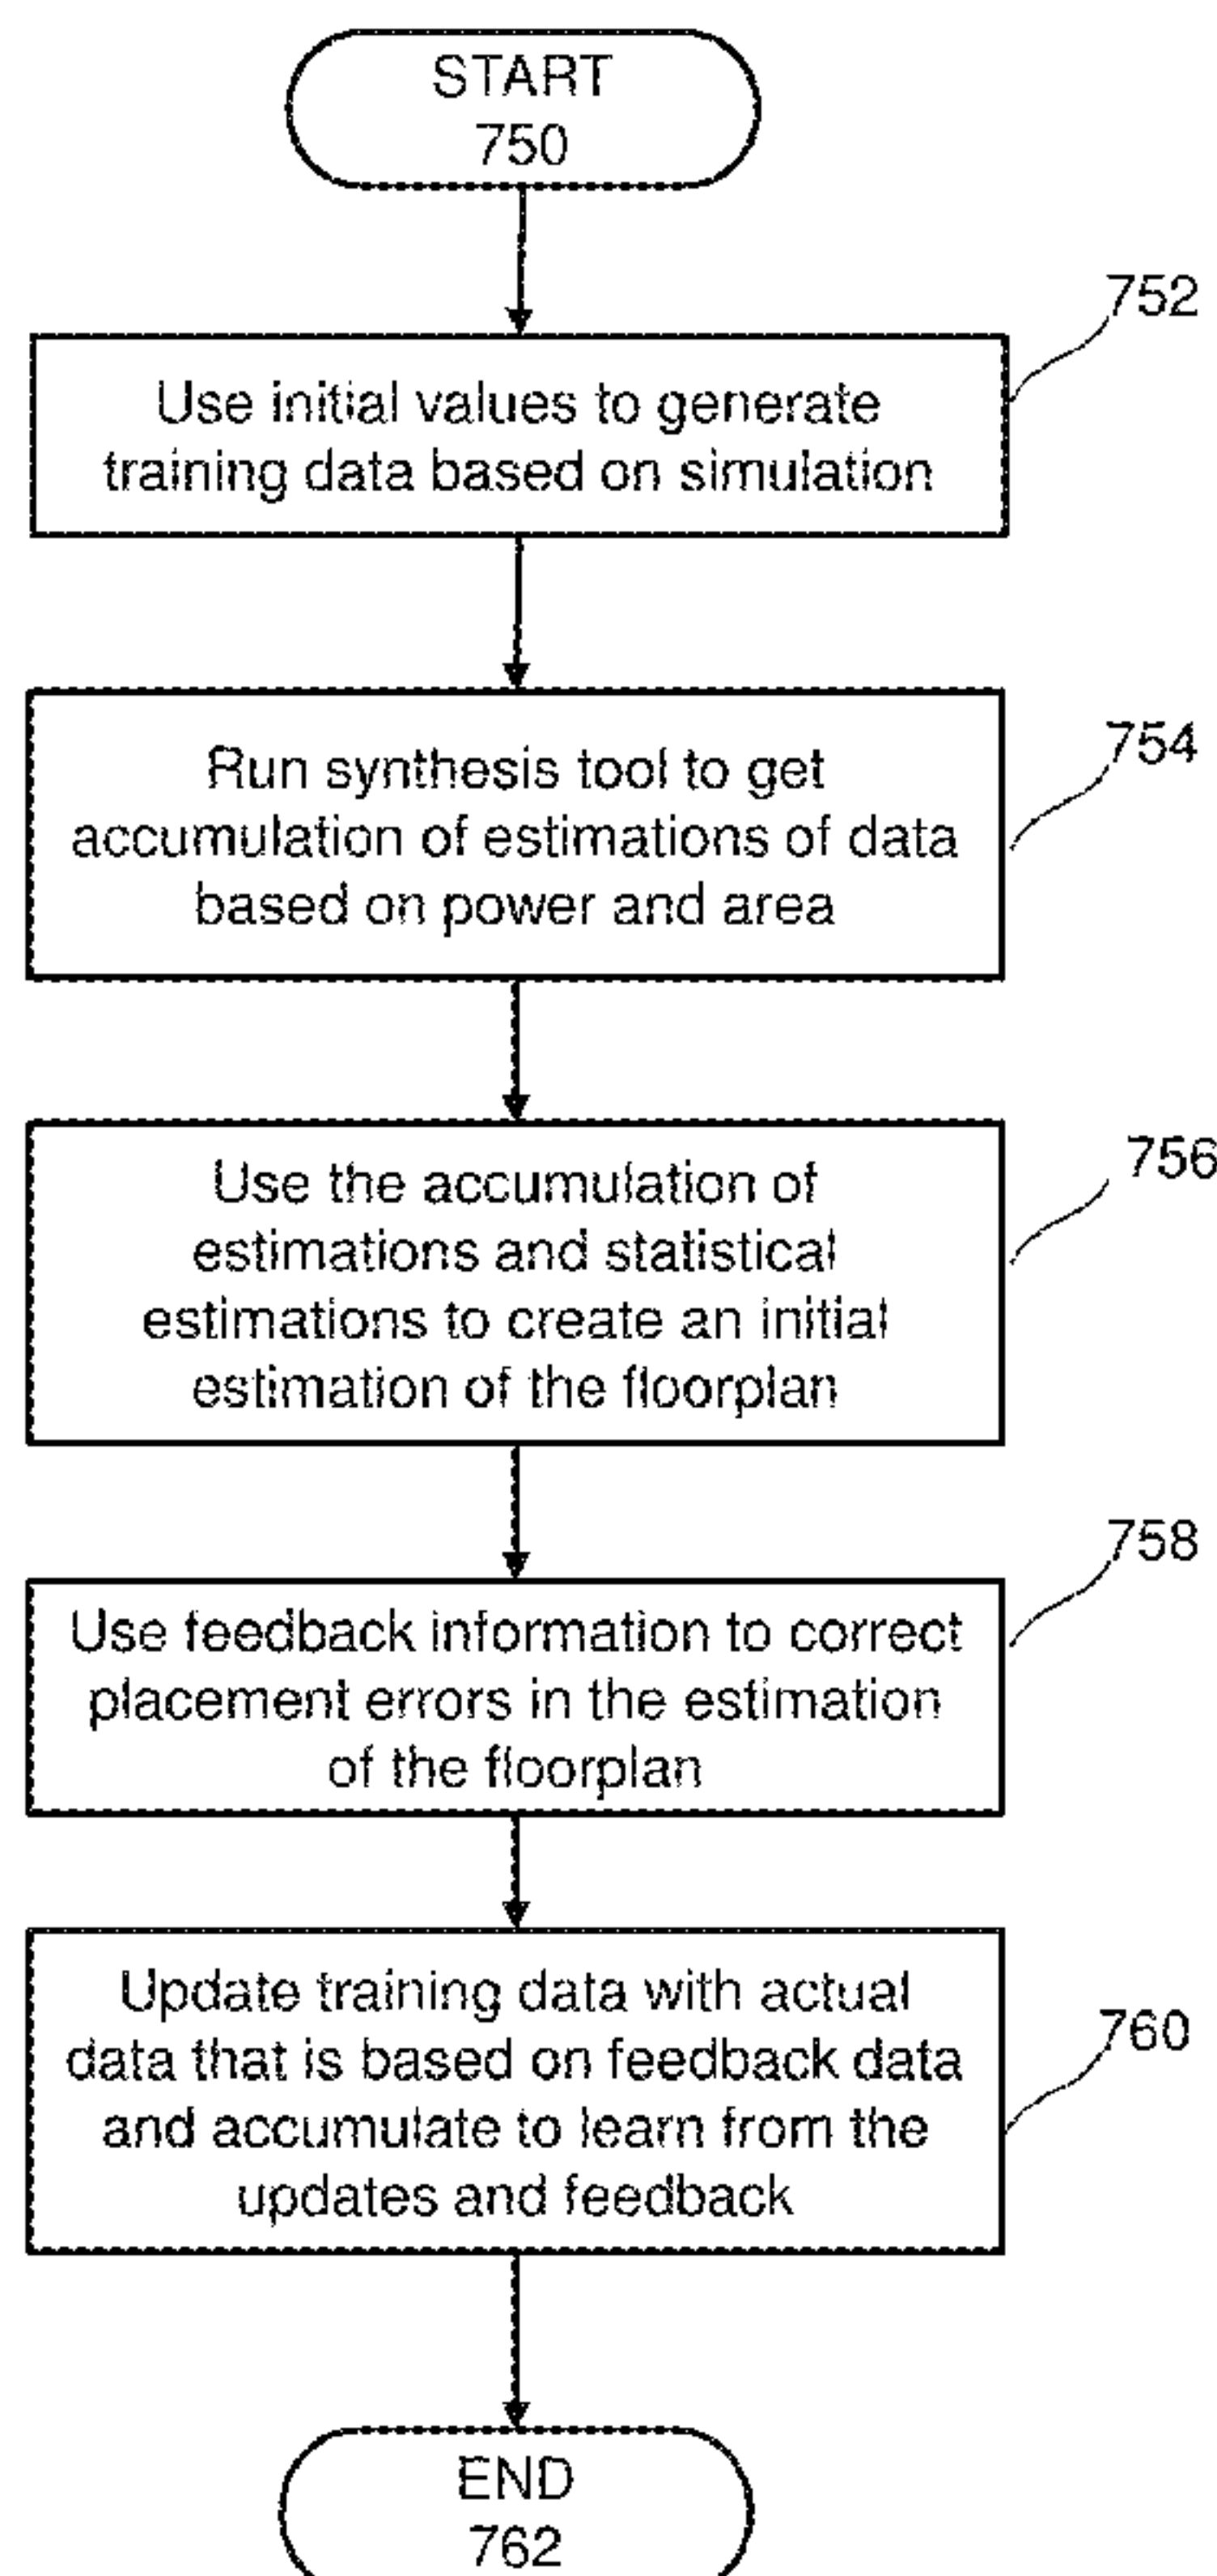 START
750
752
Use initial values to generate
training data based on simulation
754
Run synthesis tool to get
accumulation of estimations of data
based on power and area
756
Use the accumulation of
estimations and statistical
estimations to create an initial
estimation of the floorplan
758
Use feedback information to correct
placement errors in the estimation
of the floorplan
760
Update training data with actual
data that is based on feedback data
and accumulate to learn from the
updates and feedback
END
762